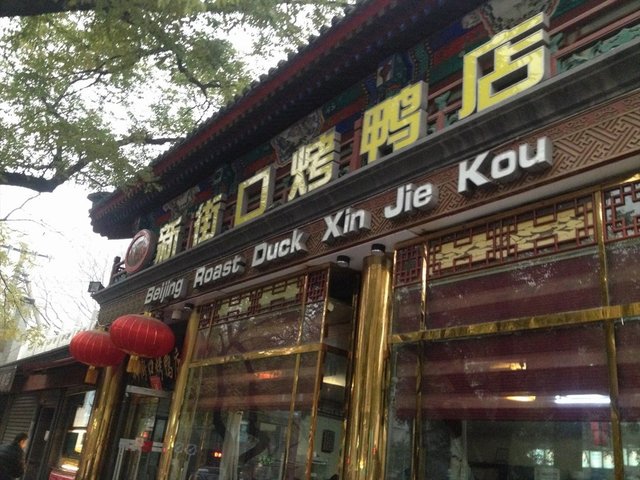 新街口烤鸭店
Beijing Roast Duck Xin Jie Kou